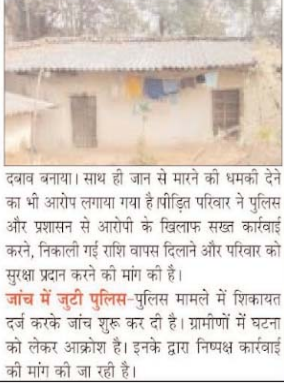 दबाव बनाया। साथ ही जान से मारने की धमकी देने
का भी आरोप लगाया गया है।पीड़ित परिवार ने पुलिस
और प्रशासन से आरोपी के खिलाफ सख्त कार्रवाई
करने, निकाली गई राशि वापस दिलाने और परिवार को
सुरक्षा प्रदान करने की मांग की है।
जांच में जुटी पुलिस–पुलिस मामले में शिकायत
दर्ज करके जांच शुरू कर दी है। ग्रामीणों में घटना
को लेकर आक्रोश है। इनके द्वारा निष्पक्ष कार्रवाई
की मांग की जा रही है।